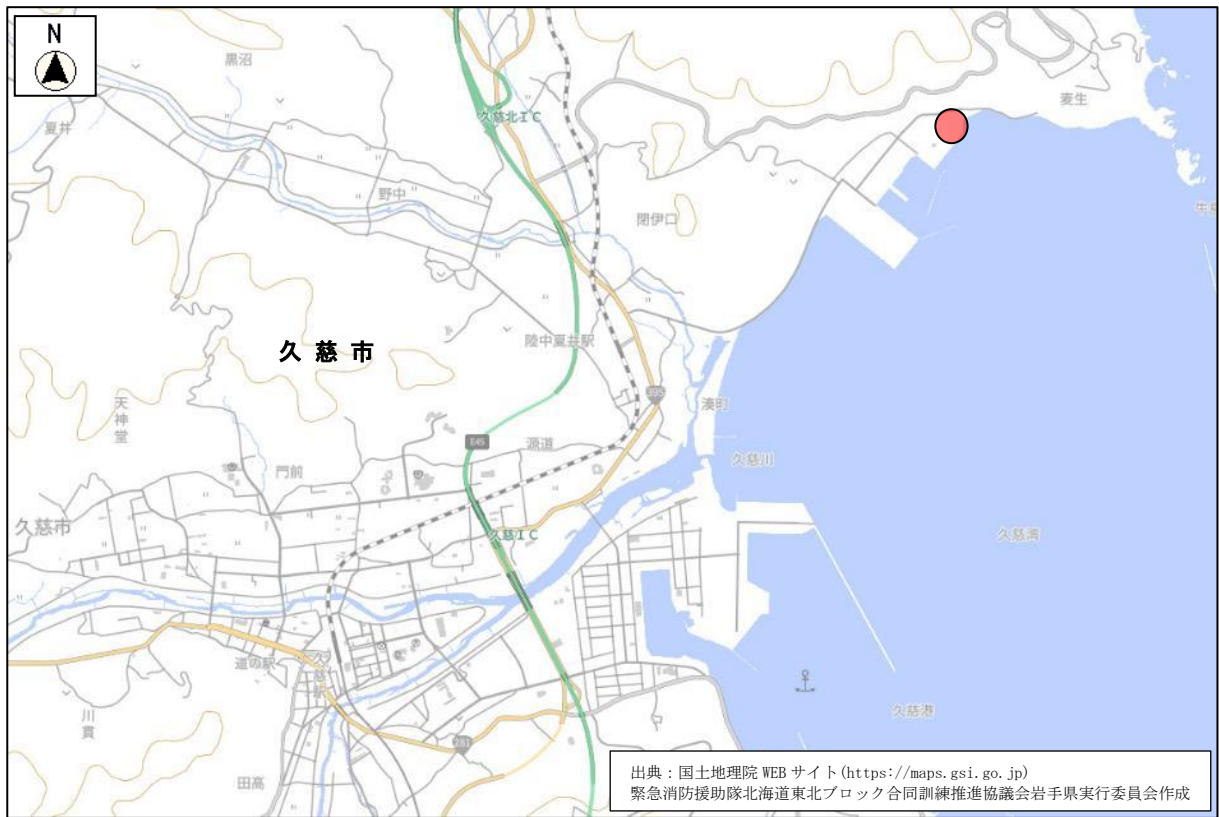 N
黒沼
夏井
久慈北IC
麦生
野中
閉伊口
陸中夏井駅
久慈市
395
天神堂
湊町
E45
源道
門前
久慈川
久慈市
久慈IC
久慈湾
道の駅
久慈駅
川貫
久慈港
281
田高
出典：国土地理院 WEB サイト(https://maps.gsi.go.jp)
緊急消防援助隊北海道東北ブロック合同訓練推進協議会岩手県実行委員会作成